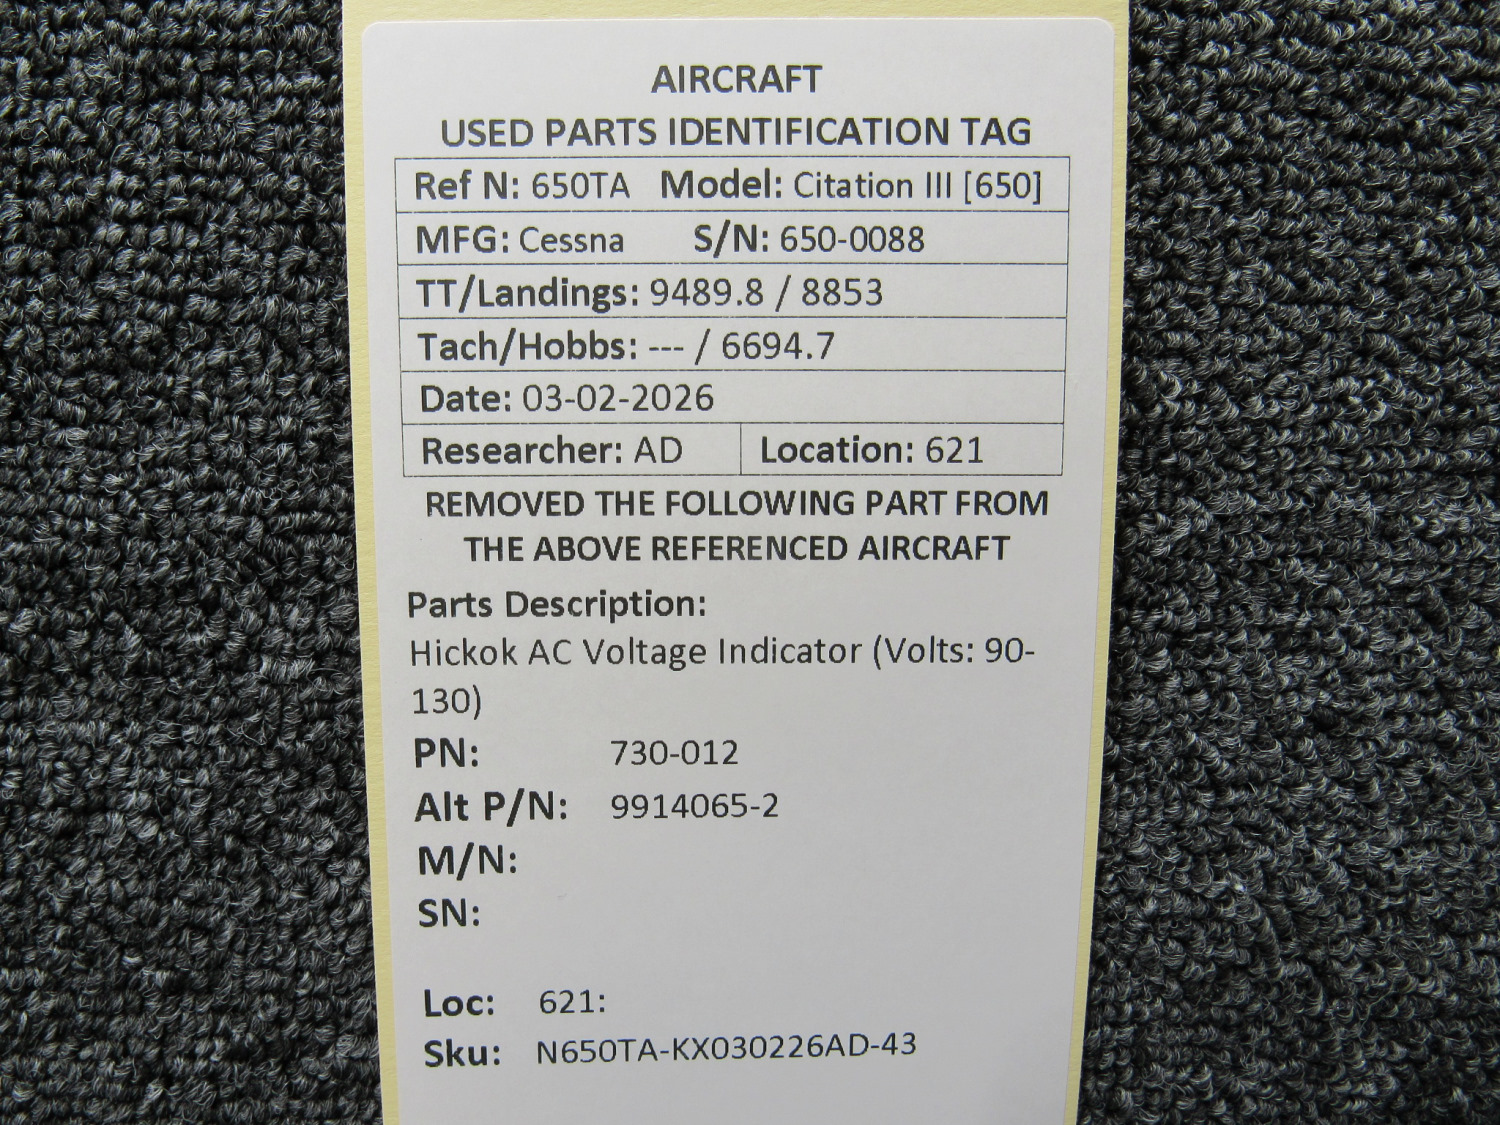 AIRCRAFT
USED PARTS IDENTIFICATION TAG
Ref N: 650TA Model: Citation III [650]
MFG: Cessna S/N: 650-0088
TT/Landings: 9489.8 / 8853
Tach/Hobbs: --- / 6694.7
Date: 03-02-2026
Researcher: AD Location: 621
REMOVED THE FOLLOWING PART FROM
THE ABOVE REFERENCED AIRCRAFT
Parts Description:
Hickok AC Voltage Indicator (Volts: 90-
130)
PN: 730-012
Alt P/N: 9914065-2
M/N:
SN:
Loc: 621:
Sku: N650TA-KX030226AD-43